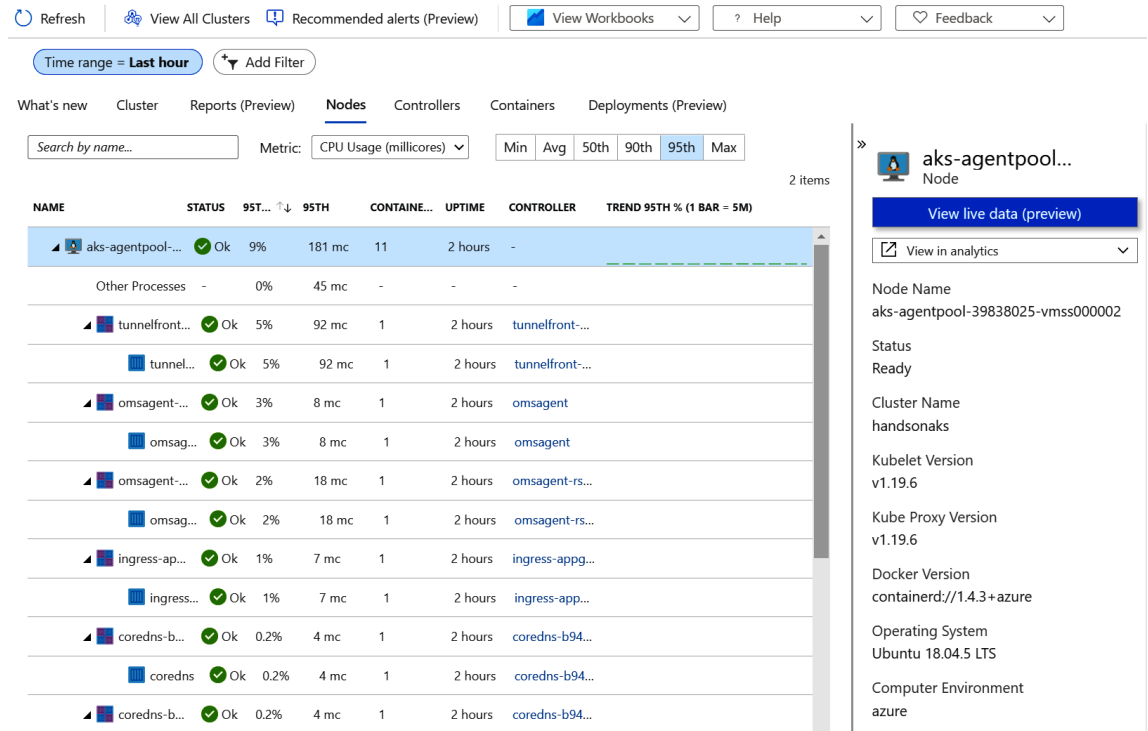 Refresh View All Clusters Recommended alerts (Preview) View Workbooks ? Help Feedback
Time range = Last hour Add Filter
What's new Cluster Reports (Preview) Nodes Controllers Containers Deployments (Preview)
Search by name... Metric: CPU Usage (millicores) Min Avg 50th 90th 95th Max
2 items
NAME STATUS 95T... ↑↓ 95TH CONTAINE... UPTIME CONTROLLER TREND 95TH % (1 BAR = 5M)
aks-agentpool-... Ok 9% 181 mc 11 2 hours -
Other Processes - 0% 45 mc - - -
tunnelfront... Ok 5% 92 mc 1 2 hours tunnelfront-...
tunnel... Ok 5% 92 mc 1 2 hours tunnelfront-...
omsagent-... Ok 3% 8 mc 1 2 hours omsagent
omsag... Ok 3% 8 mc 1 2 hours omsagent
omsagent-... Ok 2% 18 mc 1 2 hours omsagent-rs...
omsag... Ok 2% 18 mc 1 2 hours omsagent-rs...
ingress-ap... Ok 1% 7 mc 1 2 hours ingress-appg...
ingress... Ok 1% 7 mc 1 2 hours ingress-app...
coredns-b... Ok 0.2% 4 mc 1 2 hours coredns-b94...
coredns Ok 0.2% 4 mc 1 2 hours coredns-b94...
coredns-b... Ok 0.2% 4 mc 1 2 hours coredns-b94...
»
aks-agentpool...
Node
View live data (preview)
View in analytics
Node Name
aks-agentpool-39838025-vmss000002
Status
Ready
Cluster Name
handsonaks
Kubelet Version
v1.19.6
Kube Proxy Version
v1.19.6
Docker Version
containerd://1.4.3+azure
Operating System
Ubuntu 18.04.5 LTS
Computer Environment
azure